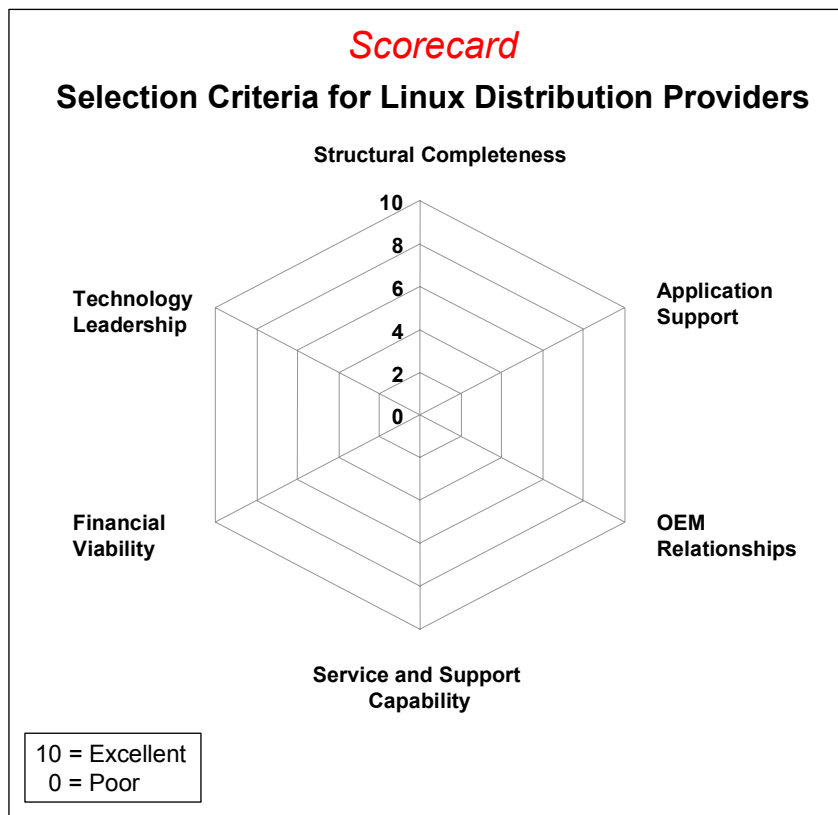 Scorecard
Selection Criteria for Linux Distribution Providers
Structural Completeness
10
8
6
4
2
0
Technology
Leadership
Application
Support
Financial
Viability
OEM
Relationships
Service and Support
Capability
10 = Excellent
0 = Poor